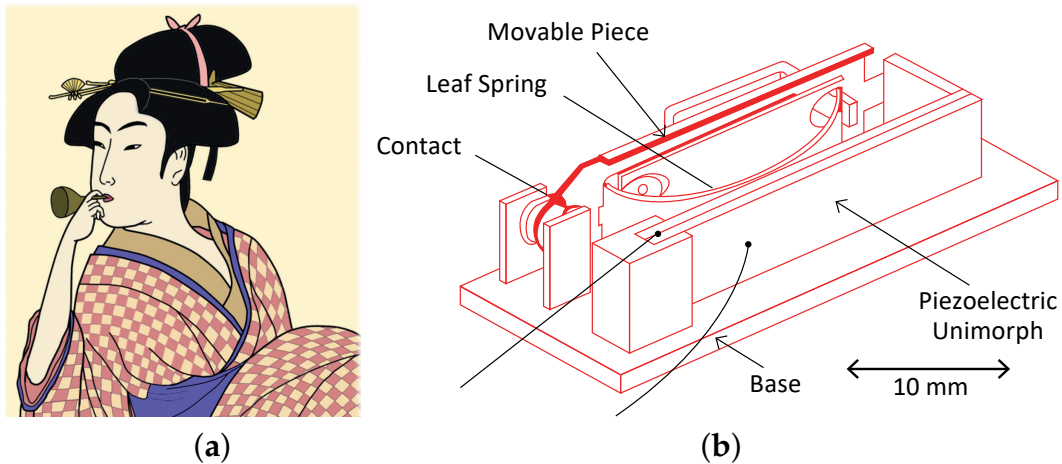 Movable Piece
Leaf Spring
Contact
Piezoelectric
Unimorph
Base
10 mm
(a)
(b)